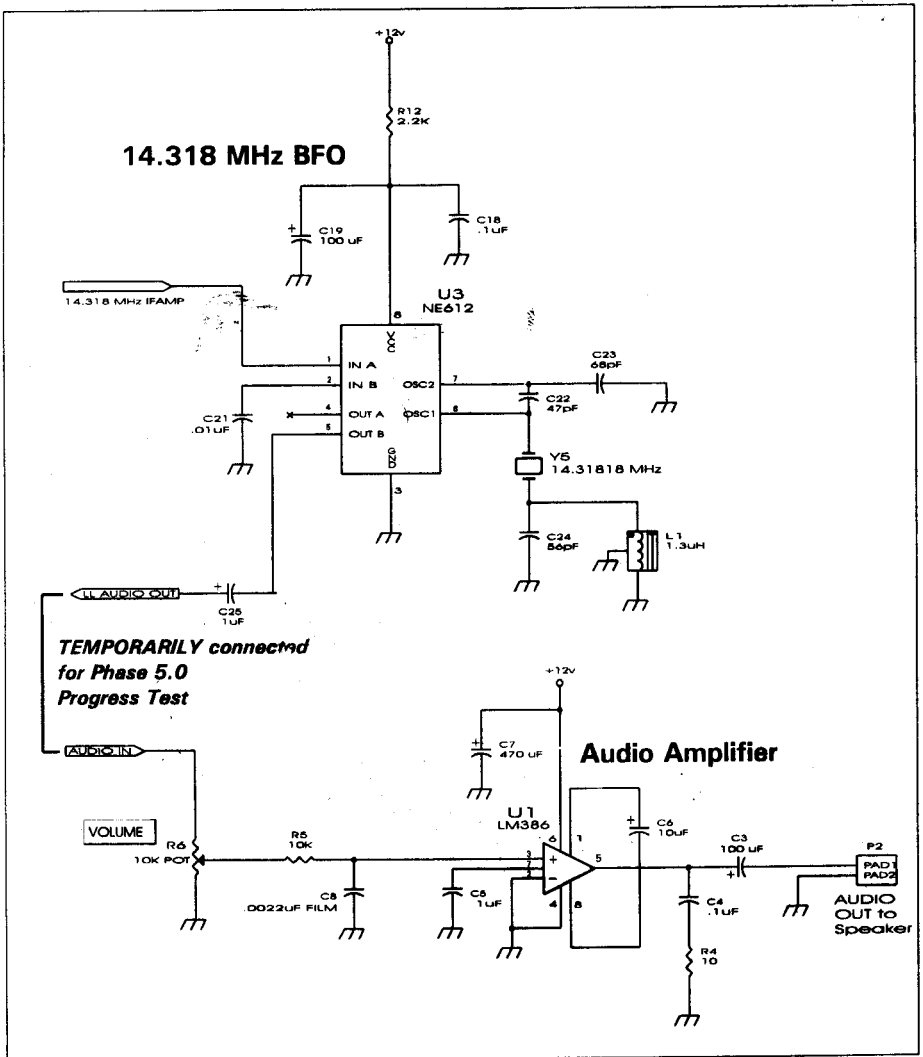 +12v
R12
2.2K
14.318 MHz BFO
C19
100 uF
C18
.1uF
14.318 MHz IFAMP
U3
NE612
8
VCC
1
IN A
2
IN B
OSC2
7
4
OUT A
OSC1
6
5
OUT B
GND
3
C23
68pF
C22
47pF
C21
.01uF
Y5
14.31818 MHz
C24
56pF
L1
1.3uH
LL AUDIO OUT
C25
1uF
TEMPORARILY connected
for Phase 5.0
Progress Test
+12v
AUDIO IN
C7
470 uF
Audio Amplifier
U1
LM386
VOLUME
R6
10K POT
R5
10K
C8
.0022uF FILM
C5
1uF
6
1
3
7
2
5
4
8
C6
10uF
C3
100 uF
P2
PAD1
PAD2
C4
.1uF
AUDIO
OUT to
Speaker
R4
10